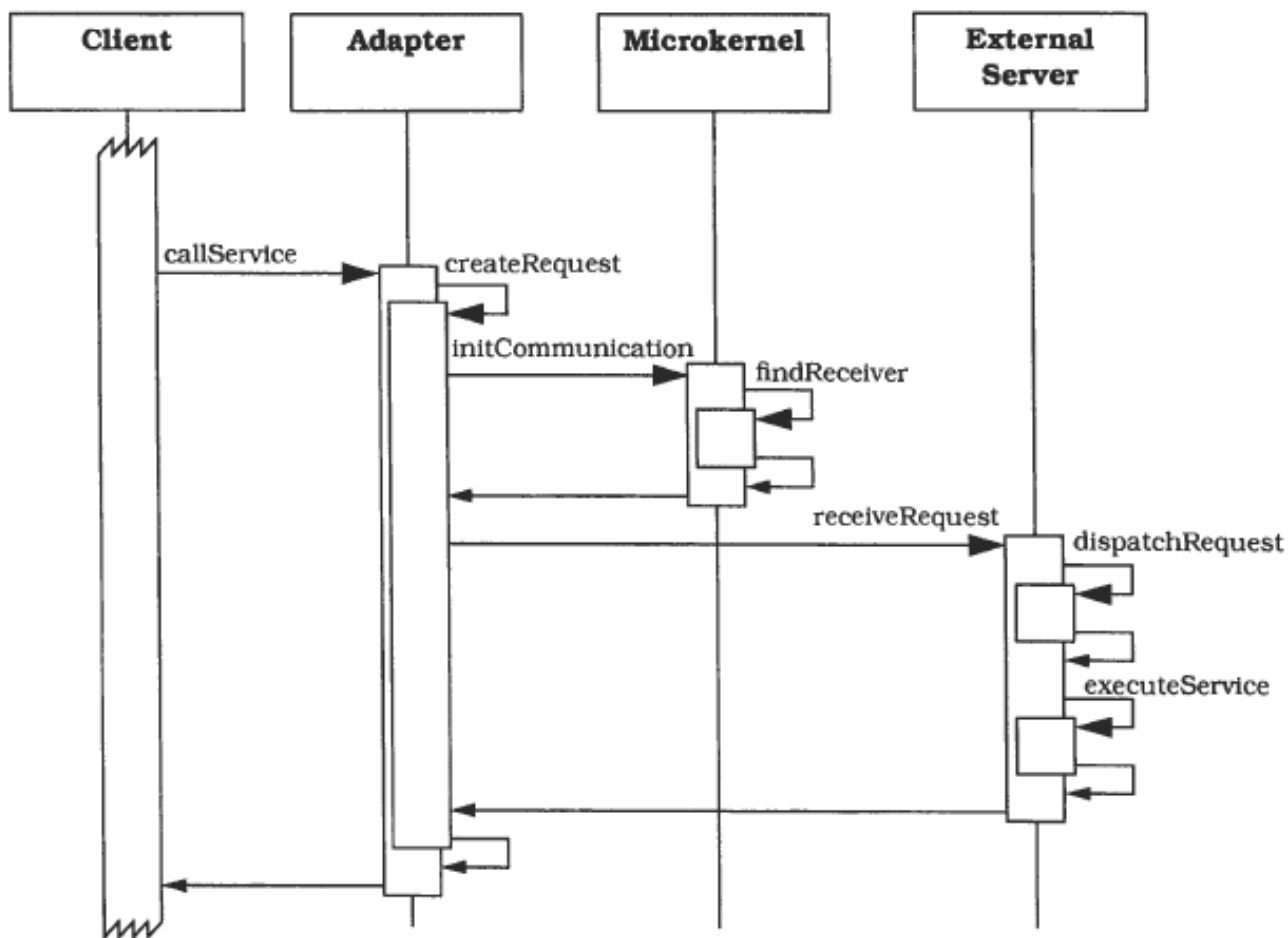 Client
Adapter
Microkernel
External
Server
callService
createRequest
initCommunication
findReceiver
receiveRequest
dispatchRequest
executeService